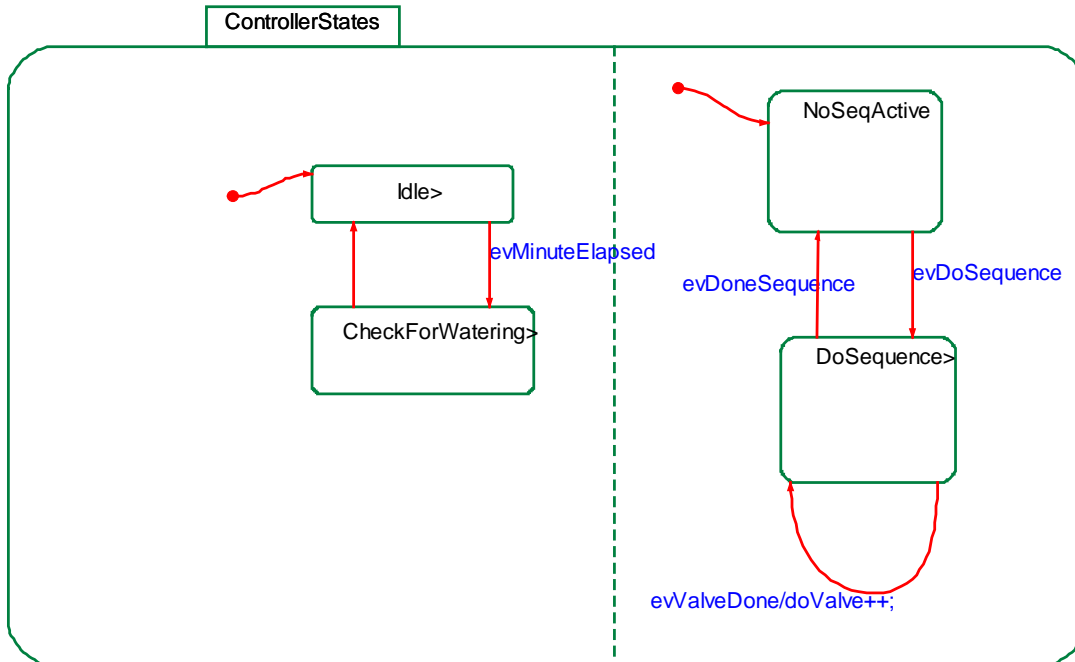 ControllerStates
Idle>
evMinuteElapsed
CheckForWatering>
NoSeqActive
evDoneSequence
evDoSequence
DoSequence>
evValveDone/doValve++;